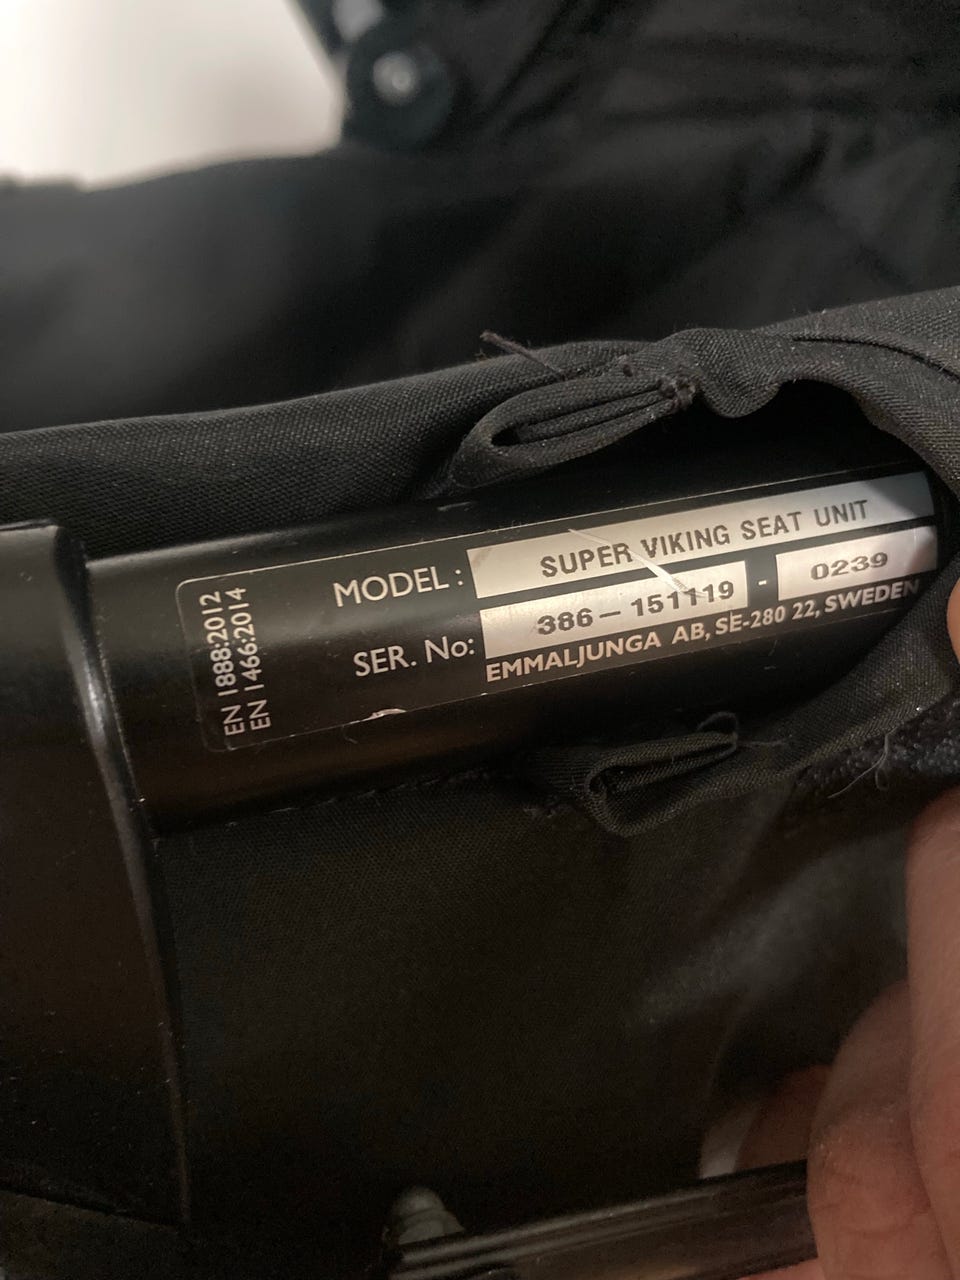 MODEL: SUPER VIKING SEAT UNIT
SER. No: 386-151119 - 0239
EMMALJUNGA AB, SE-280 22, SWEDEN
EN 1888:2012
EN 1466:2014